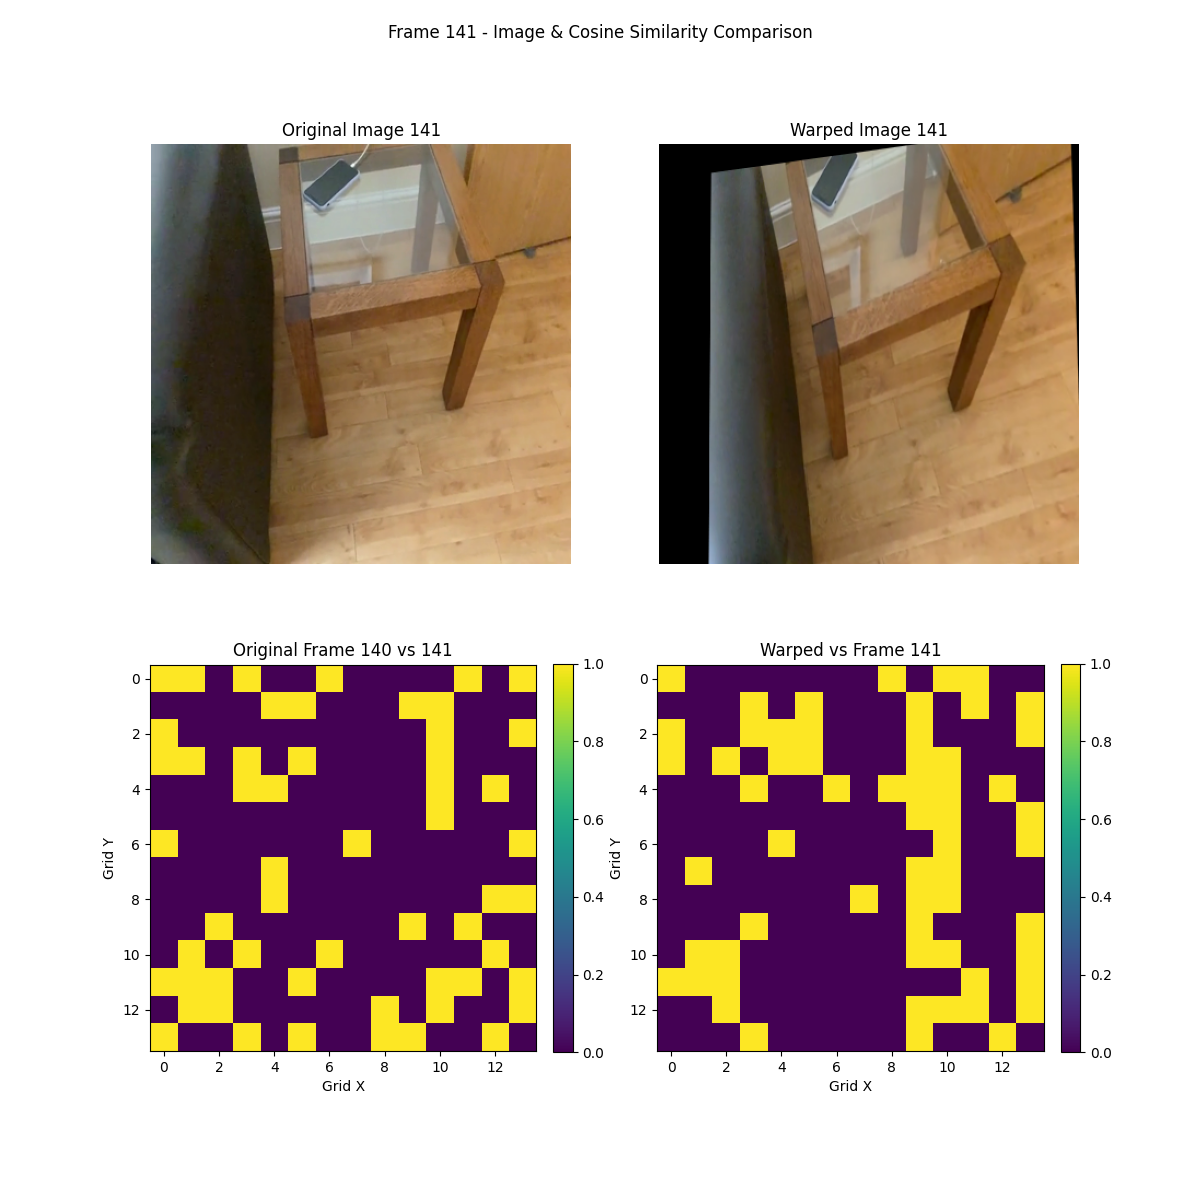 Frame 141 - Image & Cosine Similarity Comparison
Original Image 141
Warped Image 141
Original Frame 140 vs 141
Warped vs Frame 141
0
2
4
6
8
10
12
Grid Y
0 2 4 6 8 10 12
Grid X
1.0
0.8
0.6
0.4
0.2
0.0
0
2
4
6
8
10
12
Grid Y
0 2 4 6 8 10 12
Grid X
1.0
0.8
0.6
0.4
0.2
0.0